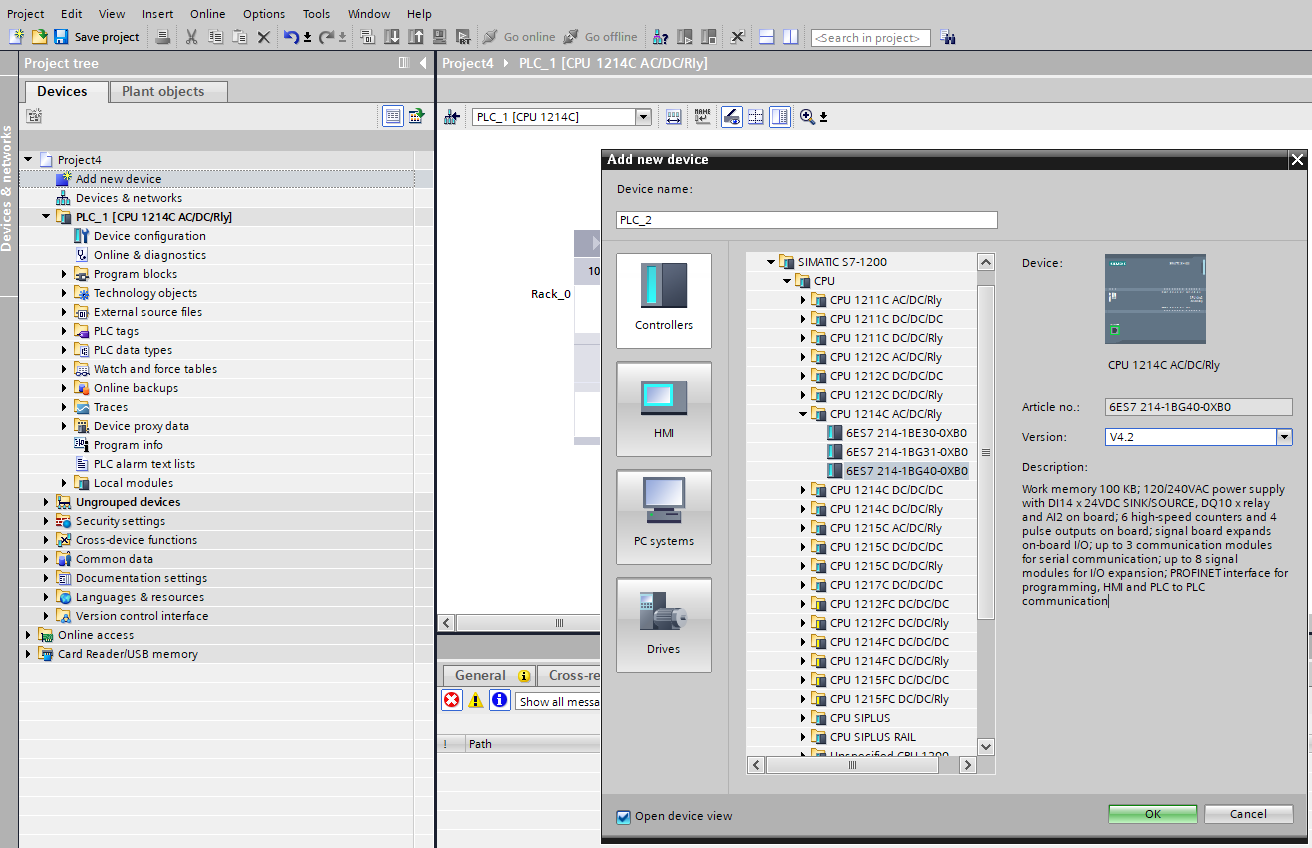 Project Edit View Insert Online Options Tools Window Help
Save project Go online Go offline <Search in project>
Devices & networks
Project tree
Devices Plant objects
Project4
Add new device
Devices & networks
PLC_1 [CPU 1214C AC/DC/Rly]
Device configuration
Online & diagnostics
Program blocks
Technology objects
External source files
PLC tags
PLC data types
Watch and force tables
Online backups
Traces
Device proxy data
Program info
PLC alarm text lists
Local modules
Ungrouped devices
Security settings
Cross-device functions
Common data
Documentation settings
Languages & resources
Version control interface
Online access
Card Reader/USB memory
Project4 PLC_1 [CPU 1214C AC/DC/Rly]
PLC_1 [CPU 1214C]
10
Rack_0
General Cross-re
Show all messa
! Path
Add new device
Device name:
PLC_2
Controllers
HMI
PC systems
Drives
SIMATIC S7-1200
CPU
CPU 1211C AC/DC/Rly
CPU 1211C DC/DC/DC
CPU 1211C DC/DC/Rly
CPU 1212C AC/DC/Rly
CPU 1212C DC/DC/DC
CPU 1212C DC/DC/Rly
CPU 1214C AC/DC/Rly
6ES7 214-1BE30-0XB0
6ES7 214-1BG31-0XB0
6ES7 214-1BG40-0XB0
CPU 1214C DC/DC/DC
CPU 1214C DC/DC/Rly
CPU 1215C AC/DC/Rly
CPU 1215C DC/DC/DC
CPU 1215C DC/DC/Rly
CPU 1217C DC/DC/DC
CPU 1212FC DC/DC/DC
CPU 1212FC DC/DC/Rly
CPU 1214FC DC/DC/DC
CPU 1214FC DC/DC/Rly
CPU 1215FC DC/DC/DC
CPU 1215FC DC/DC/Rly
CPU SIPLUS
CPU SIPLUS RAIL
Unspecified CPU 1200
Device:
CPU 1214C AC/DC/Rly
Article no.: 6ES7 214-1BG40-0XB0
Version: V4.2
Description:
Work memory 100 KB; 120/240VAC power supply
with DI14 x 24VDC SINK/SOURCE, DQ10 x relay
and AI2 on board; 6 high-speed counters and 4
pulse outputs on board; signal board expands
on-board I/O; up to 3 communication modules
for serial communication; up to 8 signal
modules for I/O expansion; PROFINET interface for
programming, HMI and PLC to PLC
communication
Open device view
OK Cancel